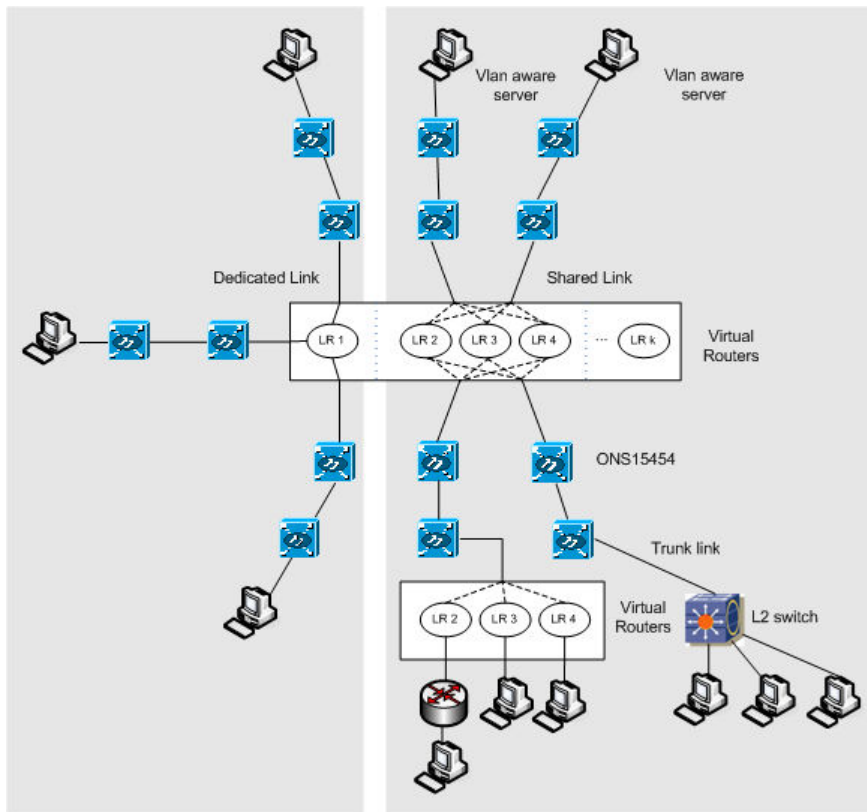 Vlan aware
server
Vlan aware
server
Dedicated Link
Shared Link
LR 1
LR 2
LR 3
LR 4
...
LR k
Virtual
Routers
ONS15454
Trunk link
LR 2
LR 3
LR 4
Virtual
Routers
L2 switch